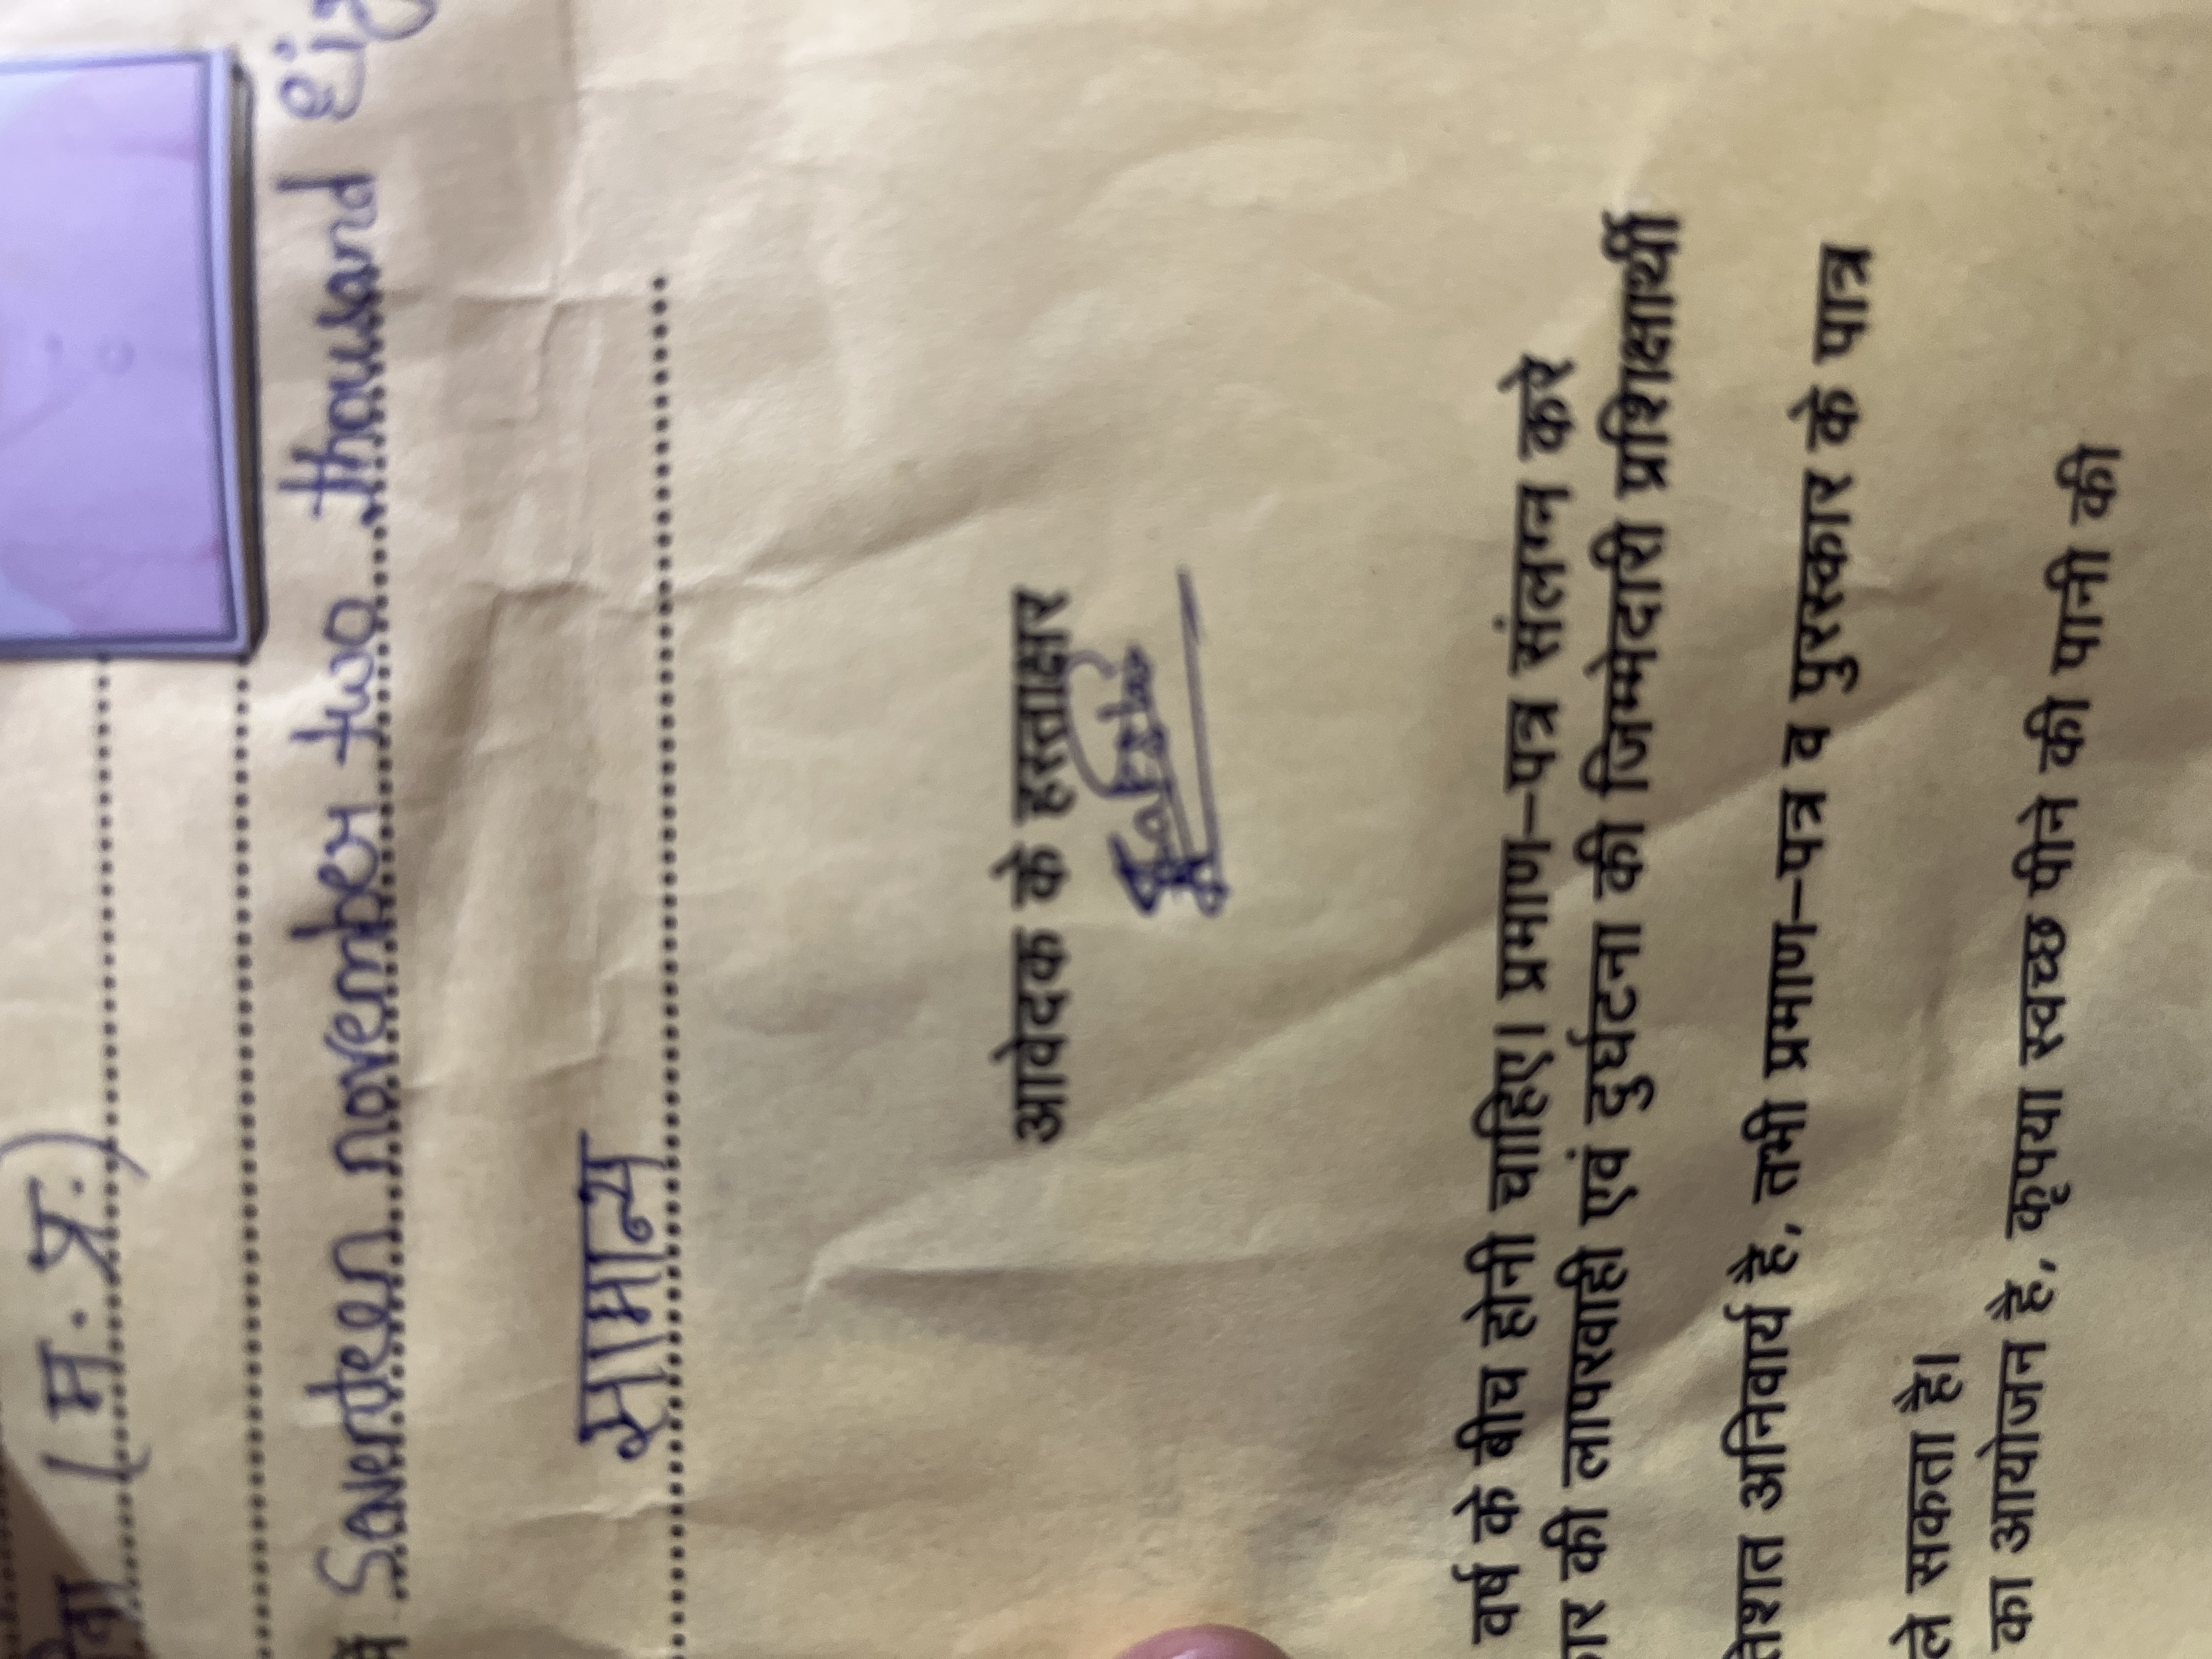 (म. प्र.)
में Seventeen november two thousand
सामान्य
आवेदक के हस्ताक्षर
वर्ष के बीच होनी चाहिए। प्रमाण-पत्र संलग्न करे
की लापरवाही एवं दुर्घटना की जिम्मेदारी प्रशिक्षार्थी
अनिवार्य है, तभी प्रमाण-पत्र व पुरस्कार के पात्र
ले सकता है।
का आयोजन है, कृपया स्वच्छ पीने की पानी की